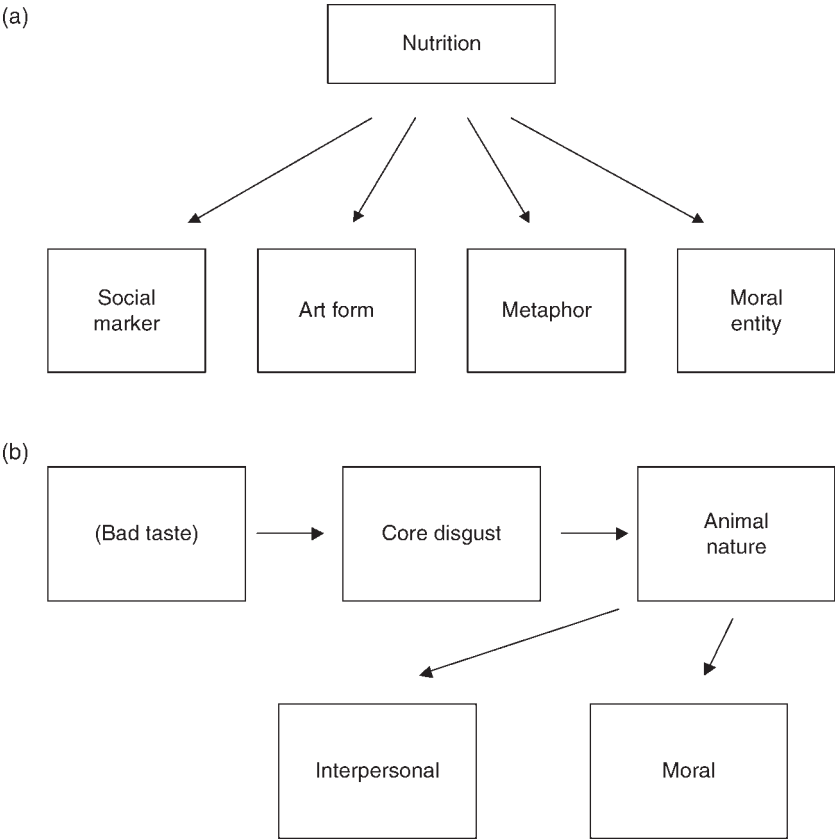 (a)
Nutrition
Social
marker
Art form
Metaphor
Moral
entity
(b)
(Bad taste)
Core disgust
Animal
nature
Interpersonal
Moral